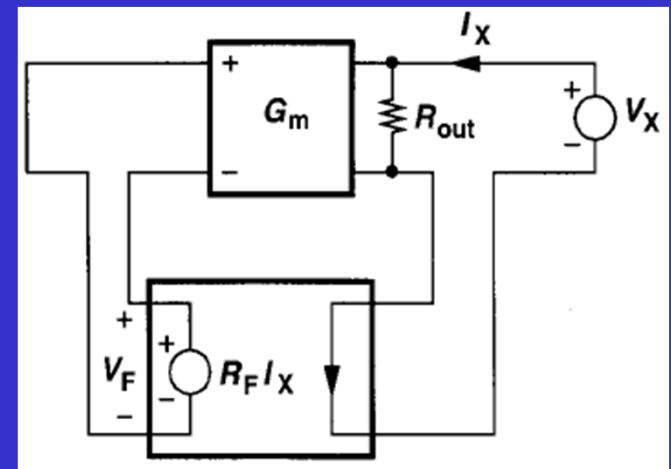 I_X
+
G_m
R_out
+
V_X
−
−
+
V_F
−
+
R_F I_X
−